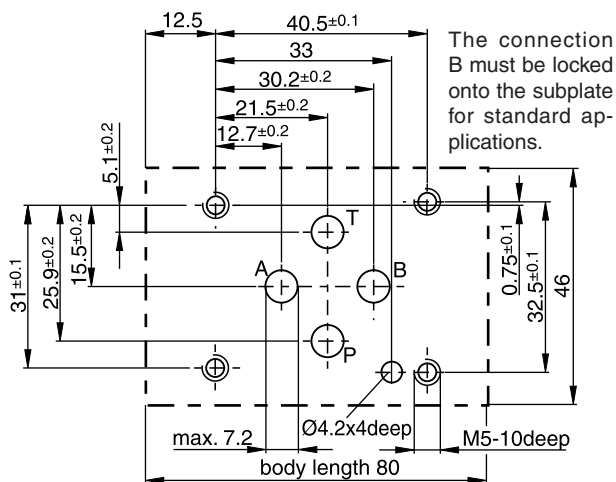 12.5
40.5±0.1
33
30.2±0.2
21.5±0.2
12.7±0.2
The connection
B must be locked
onto the subplate
for standard ap-
plications.
5.1±0.2
T
A
B
P
31±0.1
25.9±0.2
15.5±0.2
0.75±0.1
32.5±0.1
46
max. 7.2
Ø4.2x4deep
M5-10deep
body length 80